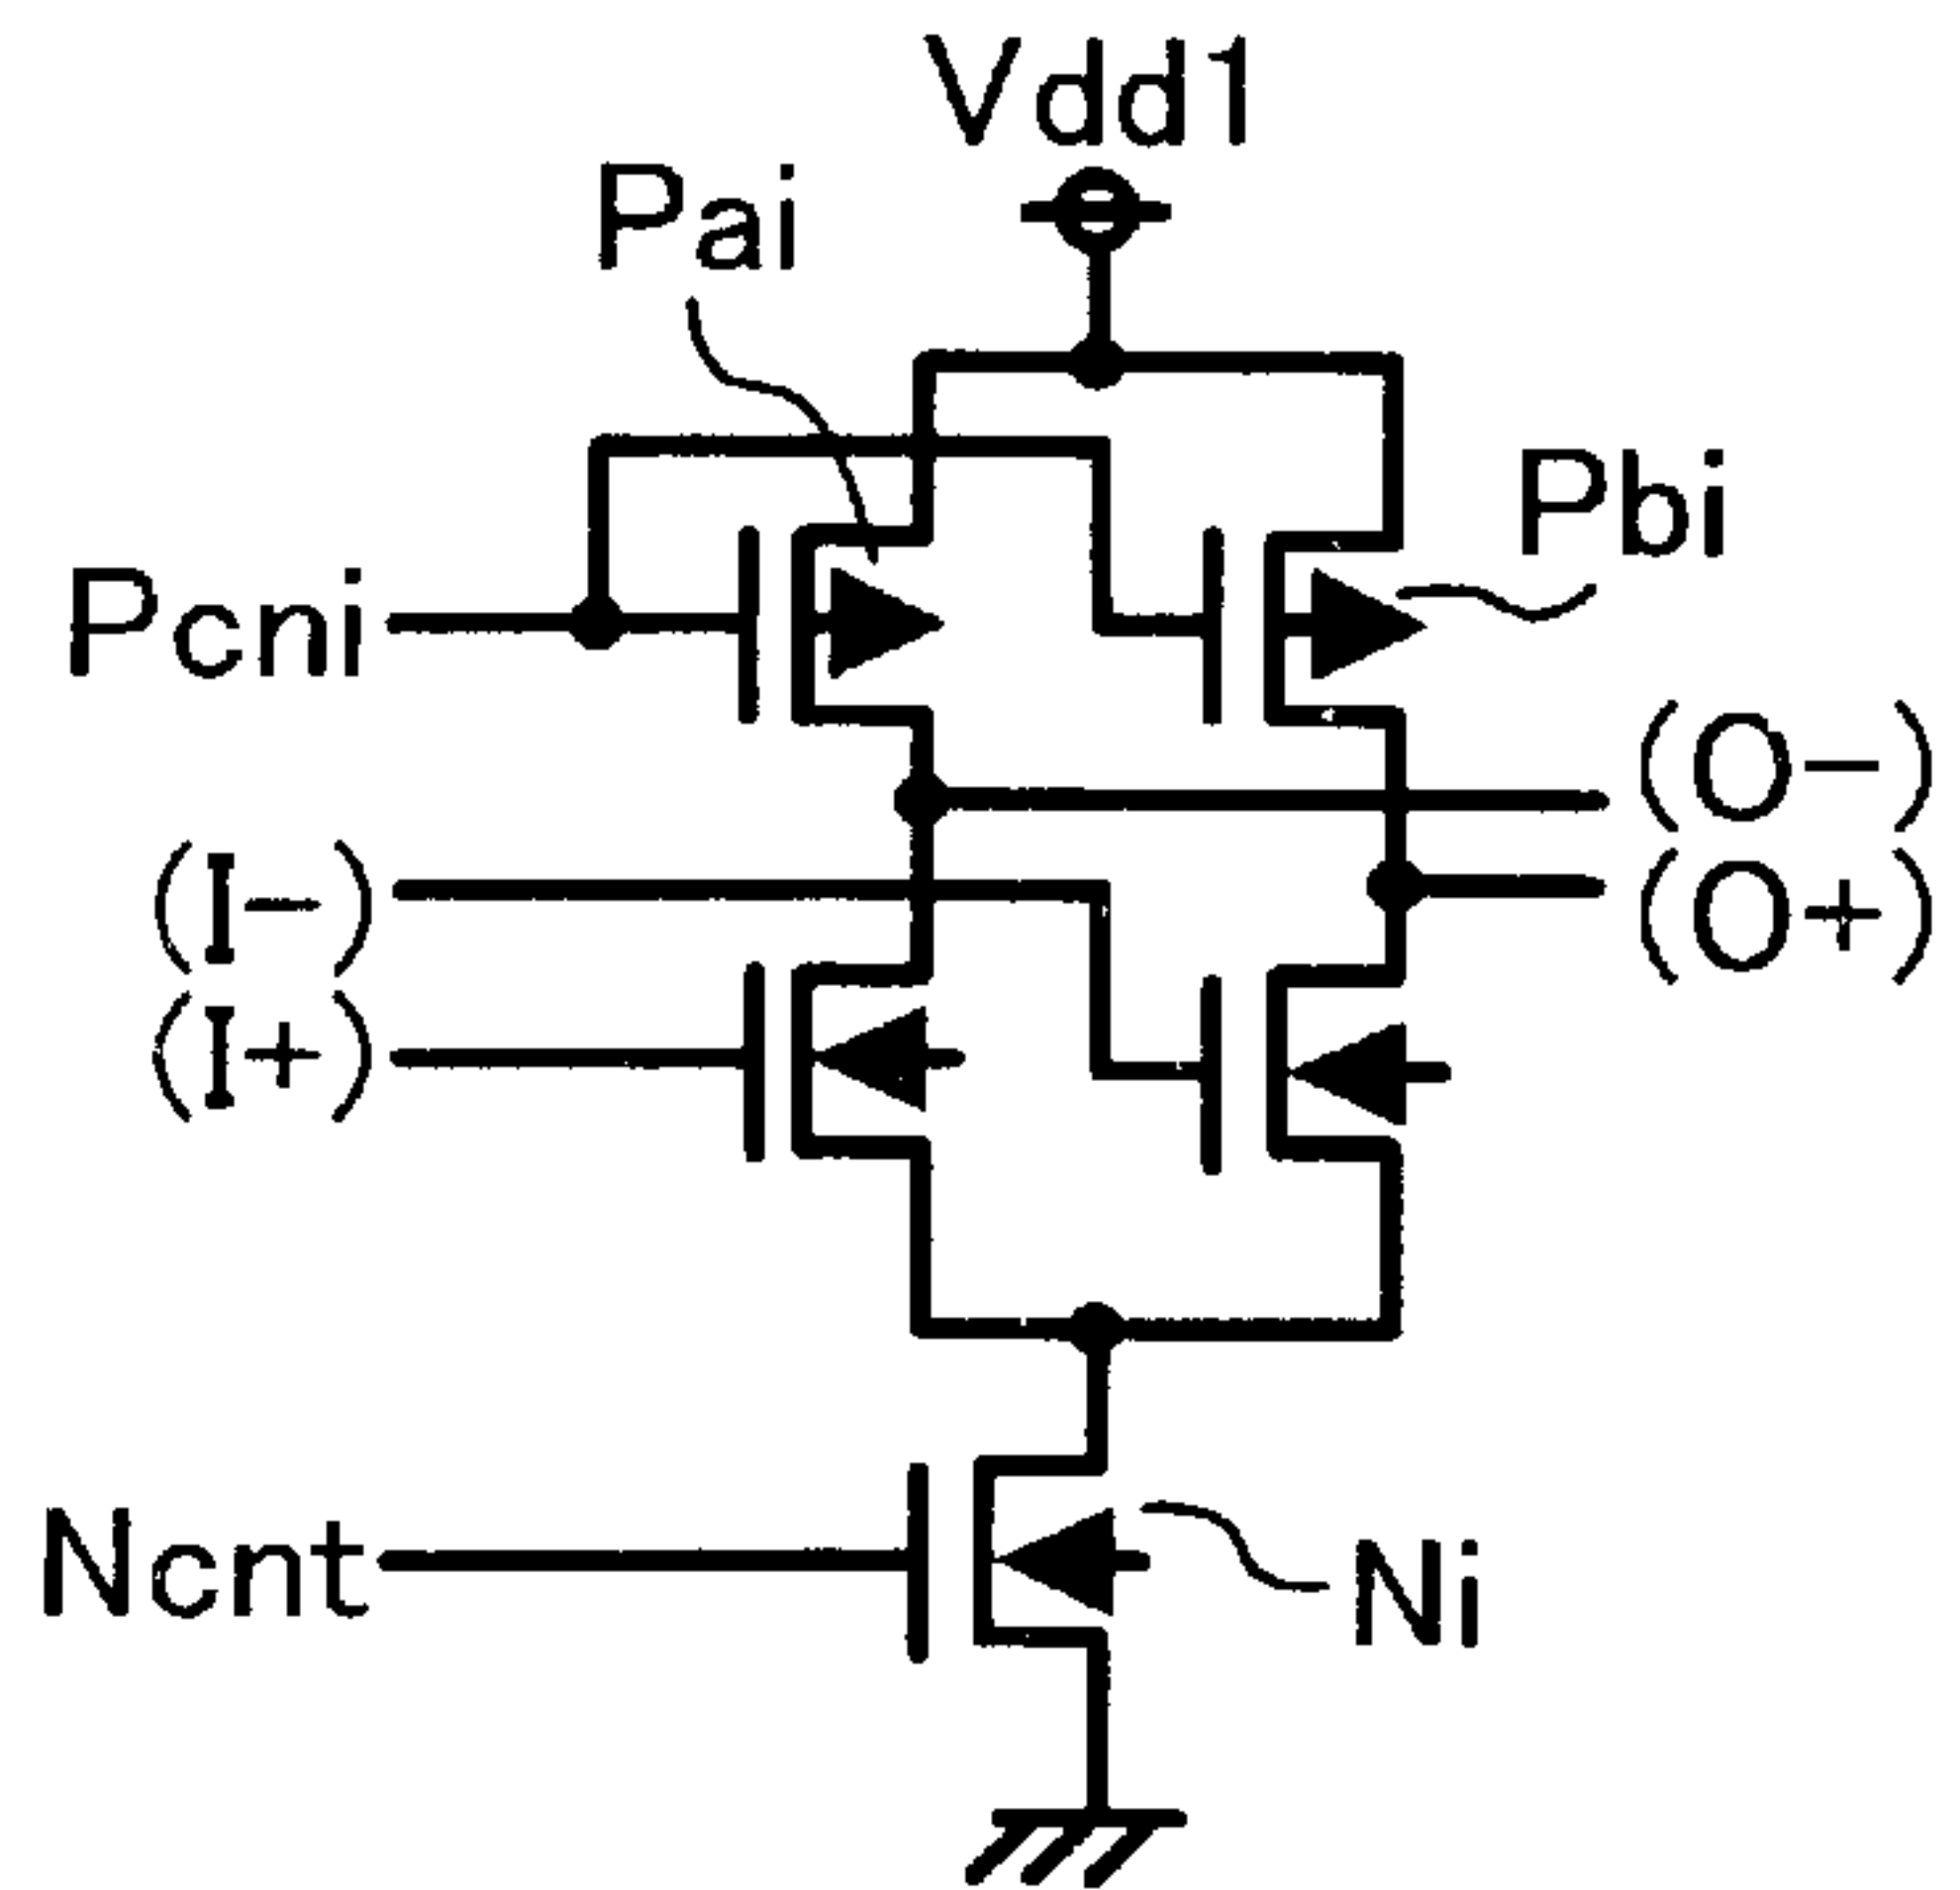 Vdd1
Pai
Pbi
Pcni
(O−)
(I−)
(O+)
(I+)
Ncnt
Ni